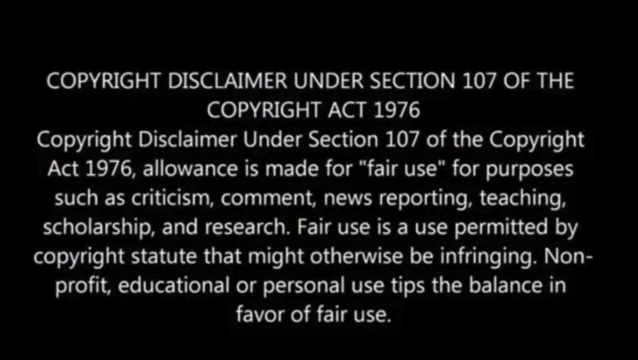 COPYRIGHT DISCLAIMER UNDER SECTION 107 OF THE
COPYRIGHT ACT 1976
Copyright Disclaimer Under Section 107 of the Copyright
Act 1976, allowance is made for "fair use" for purposes
such as criticism, comment, news reporting, teaching,
scholarship, and research. Fair use is a use permitted by
copyright statute that might otherwise be infringing. Non-
profit, educational or personal use tips the balance in
favor of fair use.